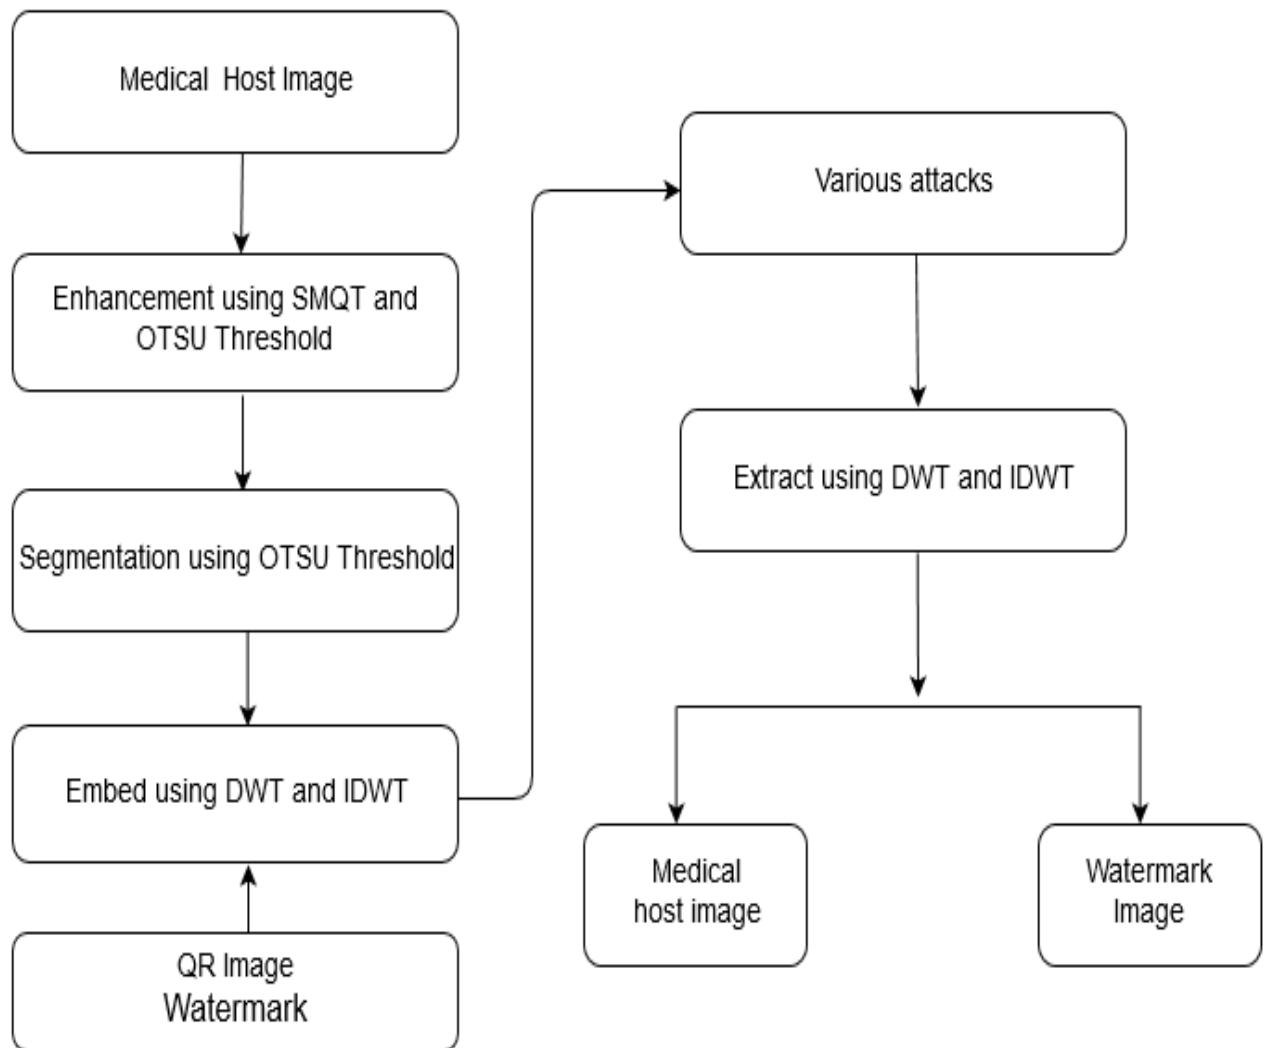 Medical Host Image
Enhancement using SMQT and
OTSU Threshold
Segmentation using OTSU Threshold
Embed using DWT and IDWT
QR Image
Watermark
Various attacks
Extract using DWT and IDWT
Medical
host image
Watermark
Image